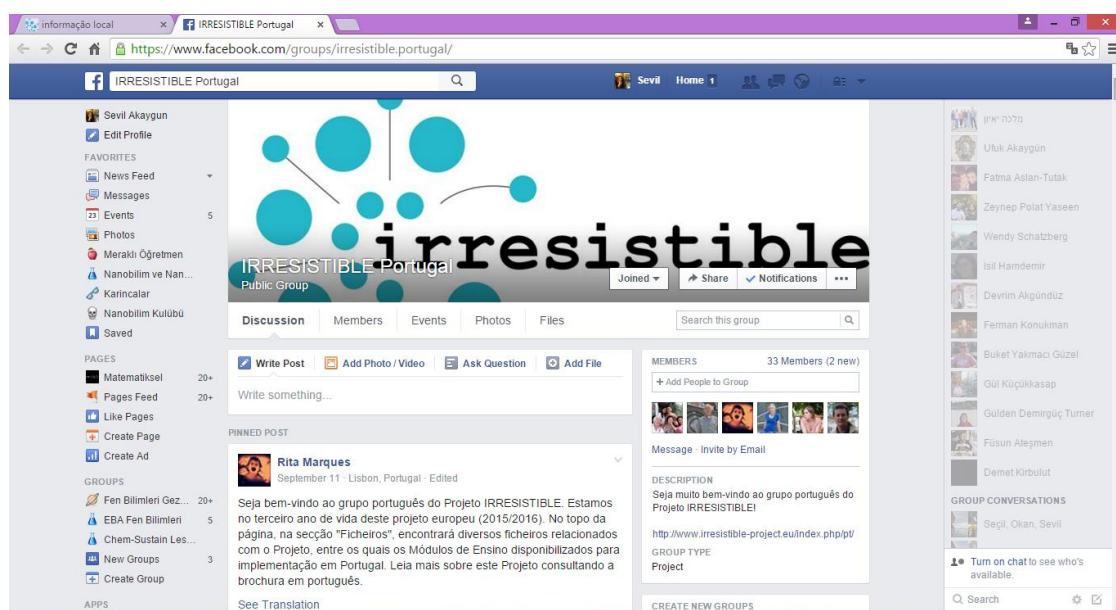 informação local
IRRESISTIBLE Portugal
https://www.facebook.com/groups/irresistible.portugal/
IRRESISTIBLE Portugal
Sevil Home 1
Sevil Akaygun
Edit Profile
FAVORITES
News Feed
Messages
23 Events 5
Photos
Meraklı Öğretmen
Nanobilim ve Nan...
Karincalar
Nanobilim Kulübü
Saved
PAGES
Matematiksel 20+
Pages Feed 20+
Like Pages
Create Page
Create Ad
GROUPS
Fen Bilimleri Gez... 20+
EBA Fen Bilimleri 5
Chem-Sustain Les...
New Groups 3
Create Group
APPS
irresistible
IRRESISTIBLE Portugal
Public Group
Joined Share Notifications
Discussion Members Events Photos Files Search this group
Write Post Add Photo / Video Ask Question Add File
Write something...
PINNED POST
Rita Marques
September 11 · Lisbon, Portugal · Edited
Seja bem-vindo ao grupo português do Projeto IRRESISTIBLE. Estamos
no terceiro ano de vida deste projeto europeu (2015/2016). No topo da
página, na secção "Ficheiros", encontrará diversos ficheiros relacionados
com o Projeto, entre os quais os Módulos de Ensino disponibilizados para
implementação em Portugal. Leia mais sobre este Projeto consultando a
brochura em português.
See Translation
MEMBERS 33 Members (2 new)
+ Add People to Group
Message · Invite by Email
DESCRIPTION
Seja muito bem-vindo ao grupo português do
Projeto IRRESISTIBLE!
http://www.irresistible-project.eu/index.php/pt/
GROUP TYPE
Project
CREATE NEW GROUPS
מלכה יאיון
Ufuk Akaygün
Fatma Aslan-Tutak
Zeynep Polat Yaseen
Wendy Schatzberg
Isil Hamdemir
Devrim Akgündüz
Ferman Konukman
Buket Yakmacı Güzel
Gül Küçükkasap
Gulden Demirgüç Turner
Füsun Ateşmen
Demet Kirbulut
GROUP CONVERSATIONS
Seçil, Okan, Sevil
Turn on chat to see who's
available.
Search